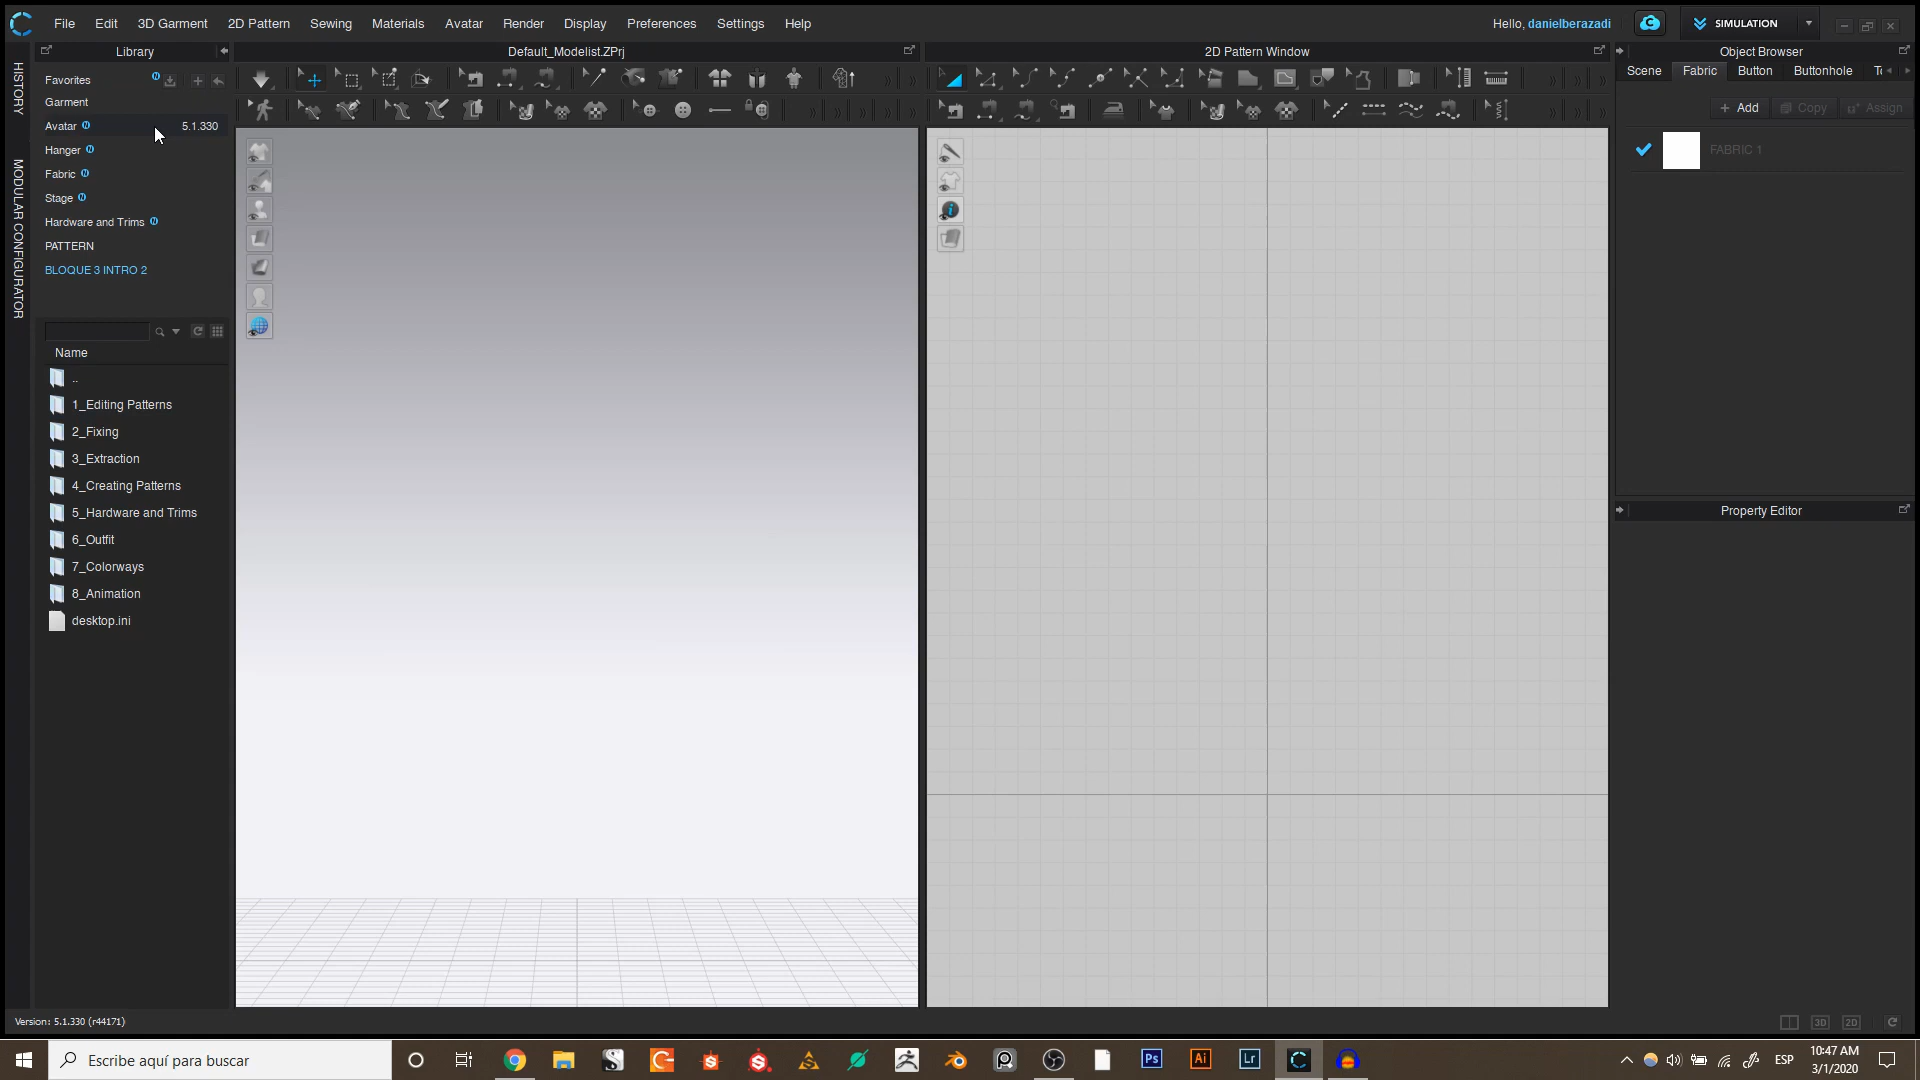 File Edit 3D Garment 2D Pattern Sewing Materials Avatar Render Display Preferences Settings Help
Hello, danielberazadi
SIMULATION
Library
Default_Modelist.ZPrj
2D Pattern Window
Object Browser
HISTORY
MODULAR CONFIGURATOR
Favorites
Garment
Avatar 5.1.330
Hanger
Fabric
Stage
Hardware and Trims
PATTERN
BLOQUE 3 INTRO 2
Name
..
1_Editing Patterns
2_Fixing
3_Extraction
4_Creating Patterns
5_Hardware and Trims
6_Outfit
7_Colorways
8_Animation
desktop.ini
Scene Fabric Button Buttonhole
+ Add Copy Assign
FABRIC 1
Property Editor
Version: 5.1.330 (r44171)
3D 2D
Escribe aquí para buscar
Ps Ai Lr
ESP
10:47 AM
3/1/2020